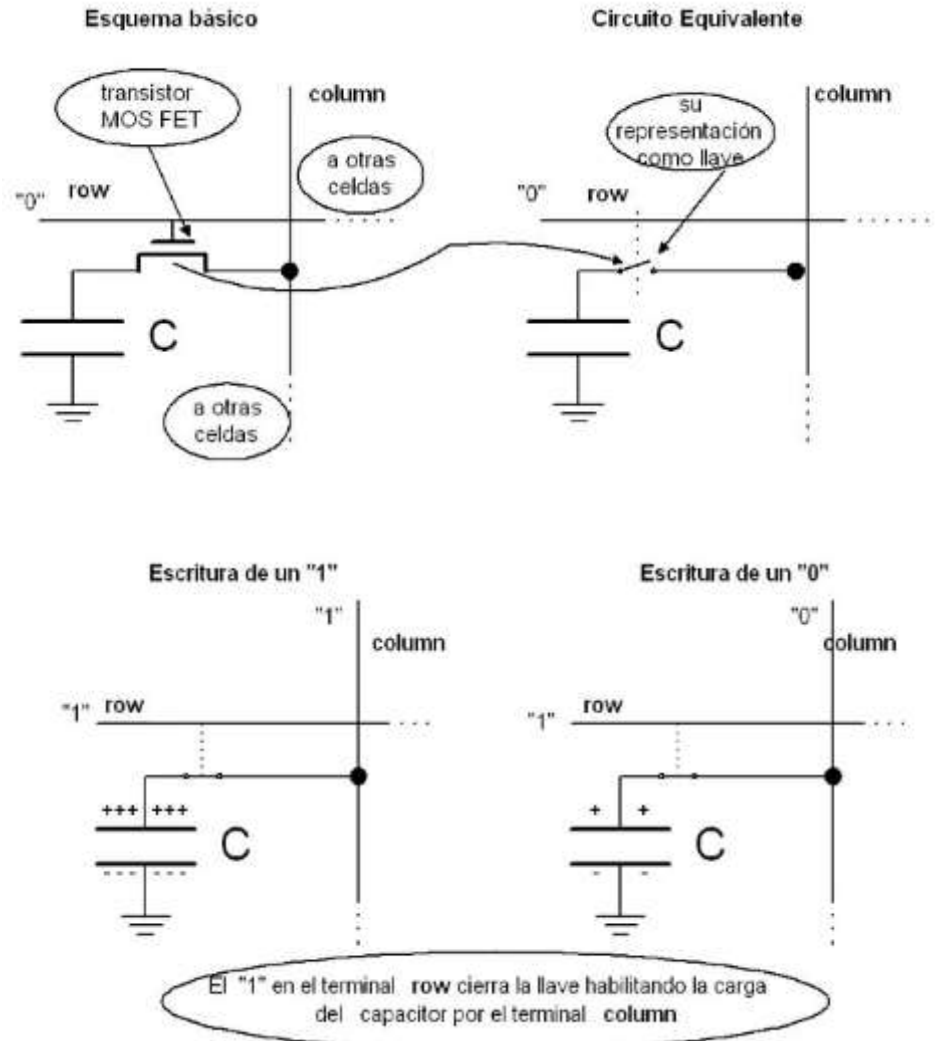 Esquema básico
Circuito Equivalente
transistor
MOS FET
column
a otras
celdas
"0" row
C
a otras
celdas
su
representación
como llave
column
"0" row
C
Escritura de un "1"
"1"
column
"1" row
+++ +++
C
--- ---
Escritura de un "0"
"0"
column
"1" row
+ +
C
- -
El "1" en el terminal row cierra la llave habilitando la carga
del capacitor por el terminal column